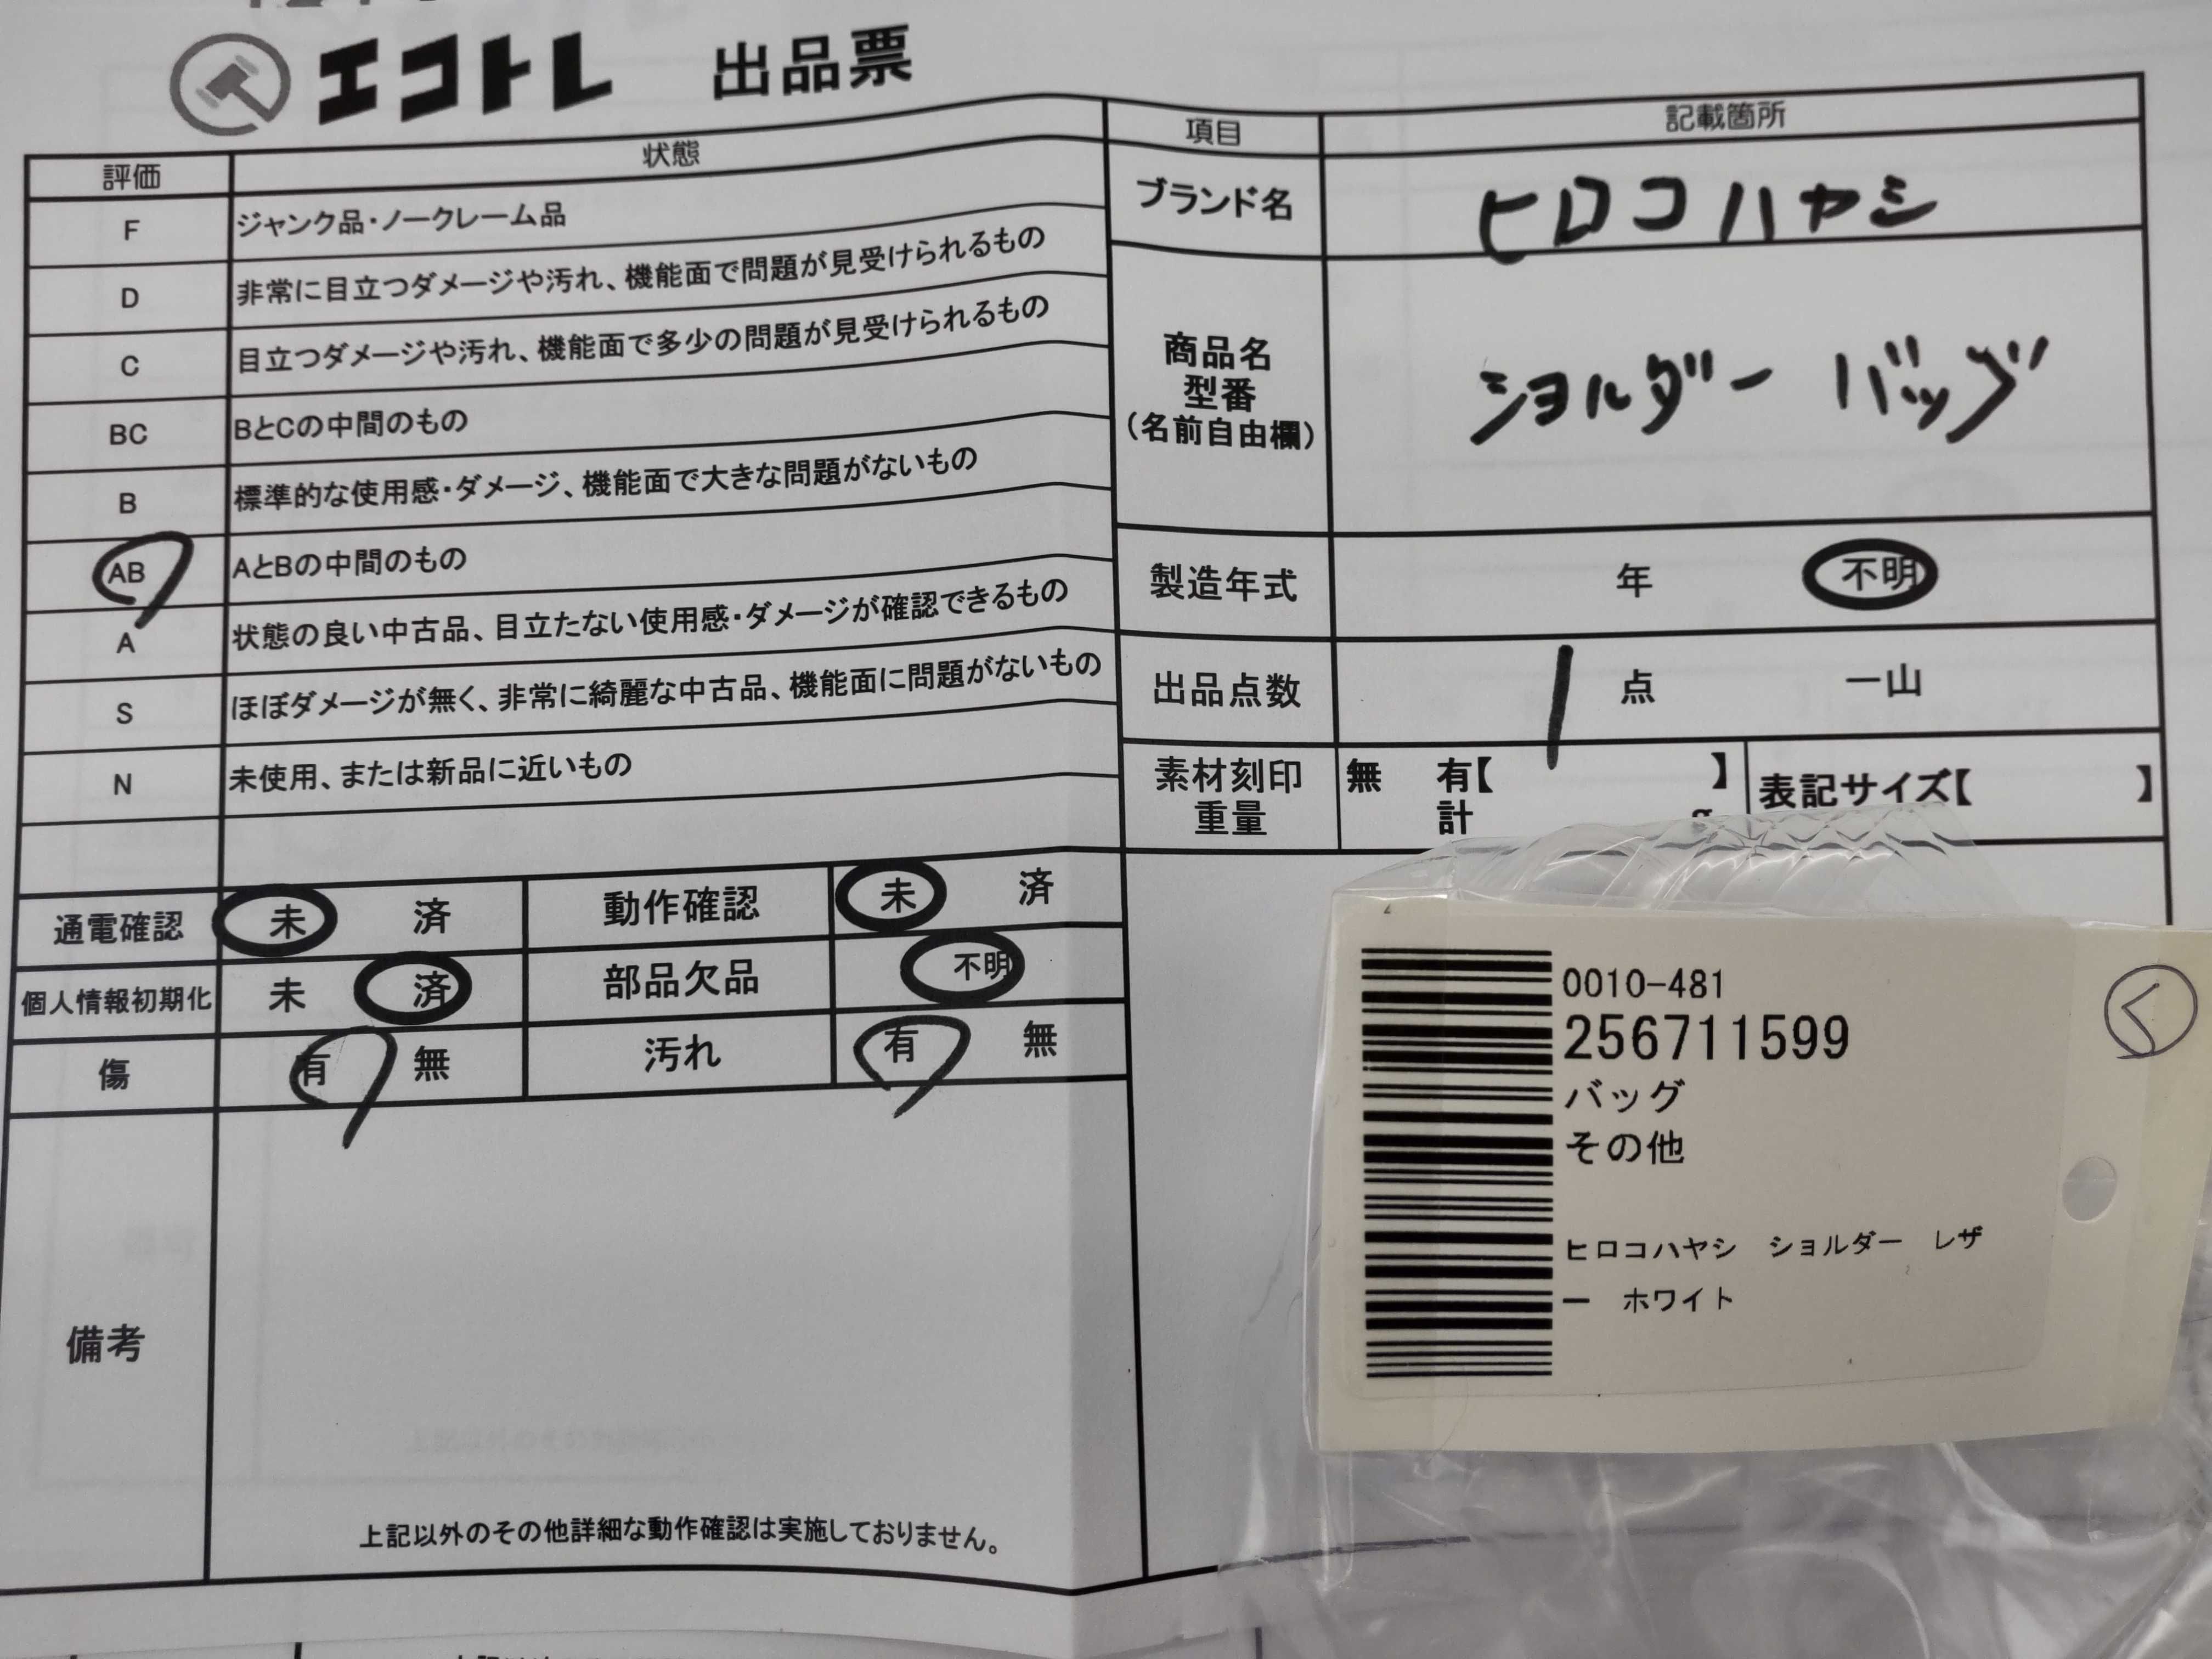 エコトレ 出品票
評価 状態
F ジャンク品・ノークレーム品
D 非常に目立つダメージや汚れ、機能面で問題が見受けられるもの
C 目立つダメージや汚れ、機能面で多少の問題が見受けられるもの
BC BとCの中間のもの
B 標準的な使用感・ダメージ、機能面で大きな問題がないもの
AB AとBの中間のもの
A 状態の良い中古品、目立たない使用感・ダメージが確認できるもの
S ほぼダメージが無く、非常に綺麗な中古品、機能面に問題がないもの
N 未使用、または新品に近いもの
通電確認 未 済 動作確認 未 済
個人情報初期化 未 済 部品欠品 不明
傷 有 無 汚れ 有 無
備考
上記以外のその他詳細な動作確認は実施しておりません。
項目 記載箇所
ブランド名 ヒロコハヤシ
商品名
型番
(名前自由欄)
ショルダー バッグ
製造年式 年 不明
出品点数 1 点 一山
素材刻印 無 有【 】 表記サイズ【 】
重量 計
0010-481
256711599
バッグ
その他
ヒロコハヤシ ショルダー レザ
ー ホワイト
く